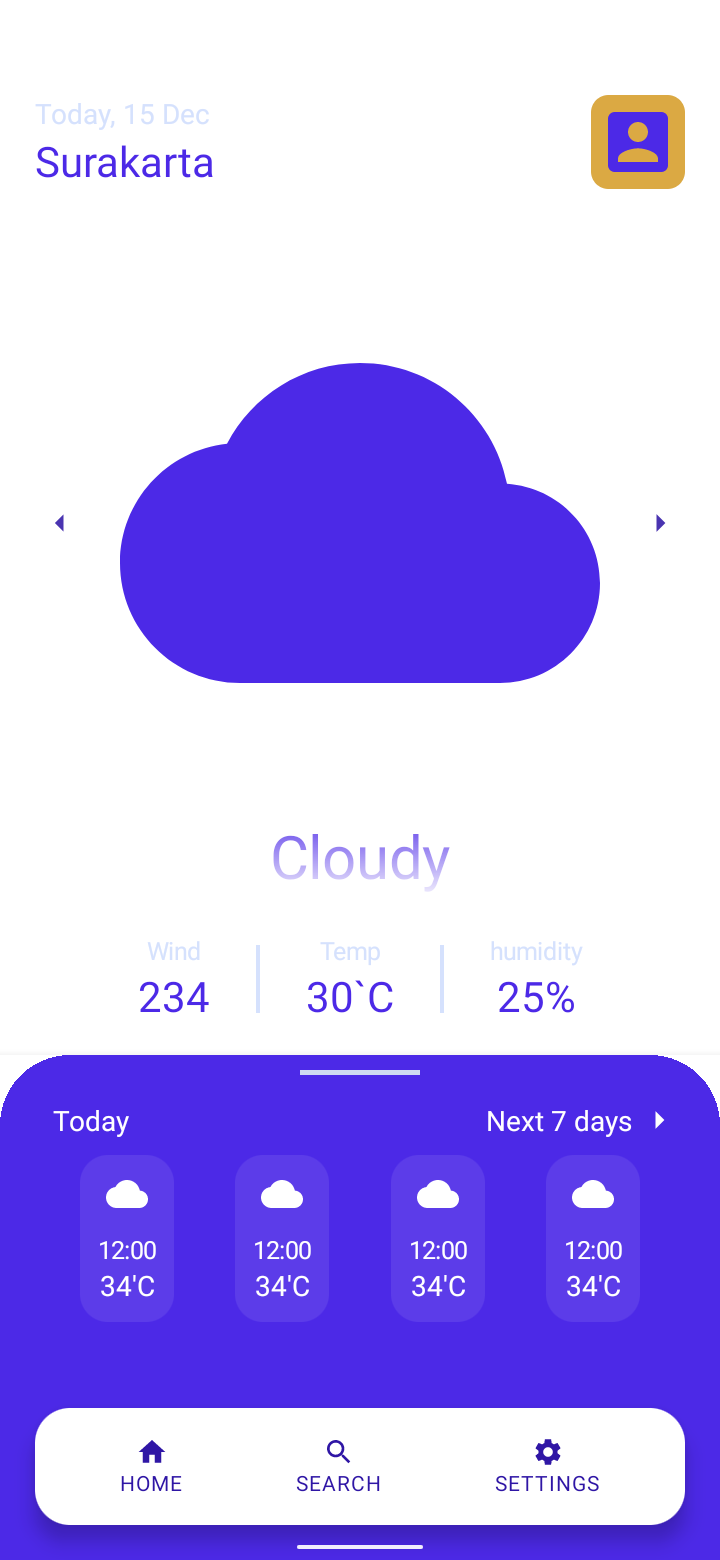 Today, 15 Dec
Surakarta
Cloudy
Wind Temp humidity
234 30`C 25%
Today Next 7 days
12:00 12:00 12:00 12:00
34'C 34'C 34'C 34'C
HOME SEARCH SETTINGS